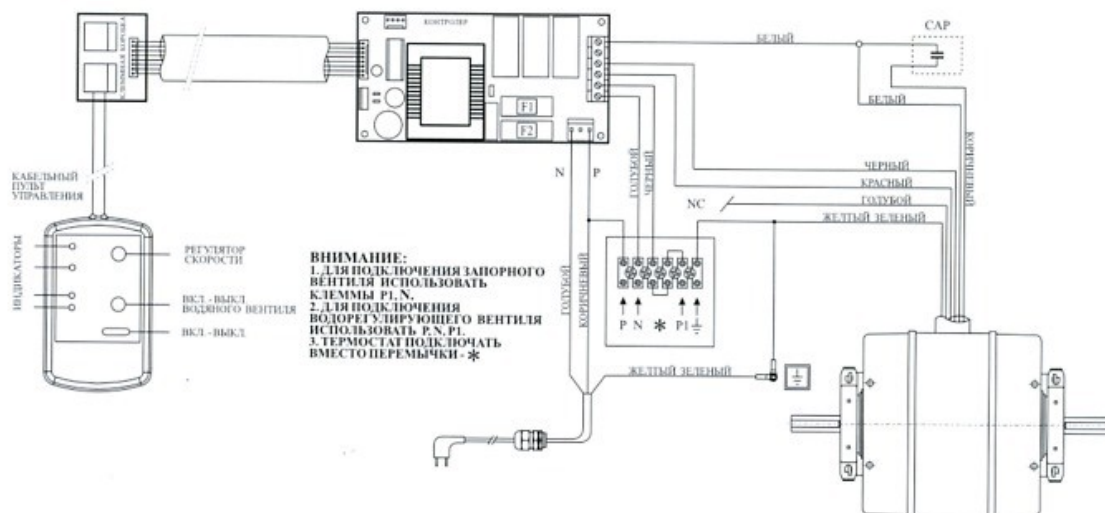 КОНТРОЛЕР
КЛЕММНАЯ КОРОБКА
F1
F2
БЕЛЫЙ
CAP
БЕЛЫЙ
КОРИЧНЕВЫЙ
N
P
ГОЛУБОЙ
ЧЕРНЫЙ
ЧЕРНЫЙ
КРАСНЫЙ
ГОЛУБОЙ
NC
ЖЕЛТЫЙ ЗЕЛЕНЫЙ
КАБЕЛЬНЫЙ
ПУЛЬТ
УПРАВЛЕНИЯ
ИНДИКАТОРЫ
РЕГУЛЯТОР
СКОРОСТИ
ВКЛ. - ВЫКЛ.
ВОДЯНОГО ВЕНТИЛЯ
ВКЛ. - ВЫКЛ.
ВНИМАНИЕ:
1. ДЛЯ ПОДКЛЮЧЕНИЯ ЗАПОРНОГО
ВЕНТИЛЯ ИСПОЛЬЗОВАТЬ
КЛЕММЫ P1, N.
2. ДЛЯ ПОДКЛЮЧЕНИЯ
ВОДОРЕГУЛИРУЮЩЕГО ВЕНТИЛЯ
ИСПОЛЬЗОВАТЬ P, N, P1.
3. ТЕРМОСТАТ ПОДКЛЮЧАТЬ
ВМЕСТО ПЕРЕМЫЧКИ - *
ГОЛУБОЙ
КОРИЧНЕВЫЙ
P N * P1
ЖЕЛТЫЙ ЗЕЛЕНЫЙ